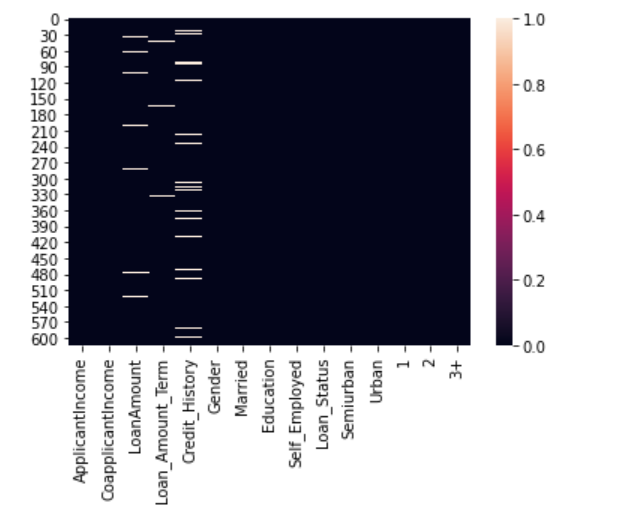 0
30
60
90
120
150
180
210
240
270
300
330
360
390
420
450
480
510
540
570
600
ApplicantIncome
CoapplicantIncome
LoanAmount
Loan_Amount_Term
Credit_History
Gender
Married
Education
Self_Employed
Loan_Status
Semiurban
Urban
1
2
3+
1.0
0.8
0.6
0.4
0.2
0.0